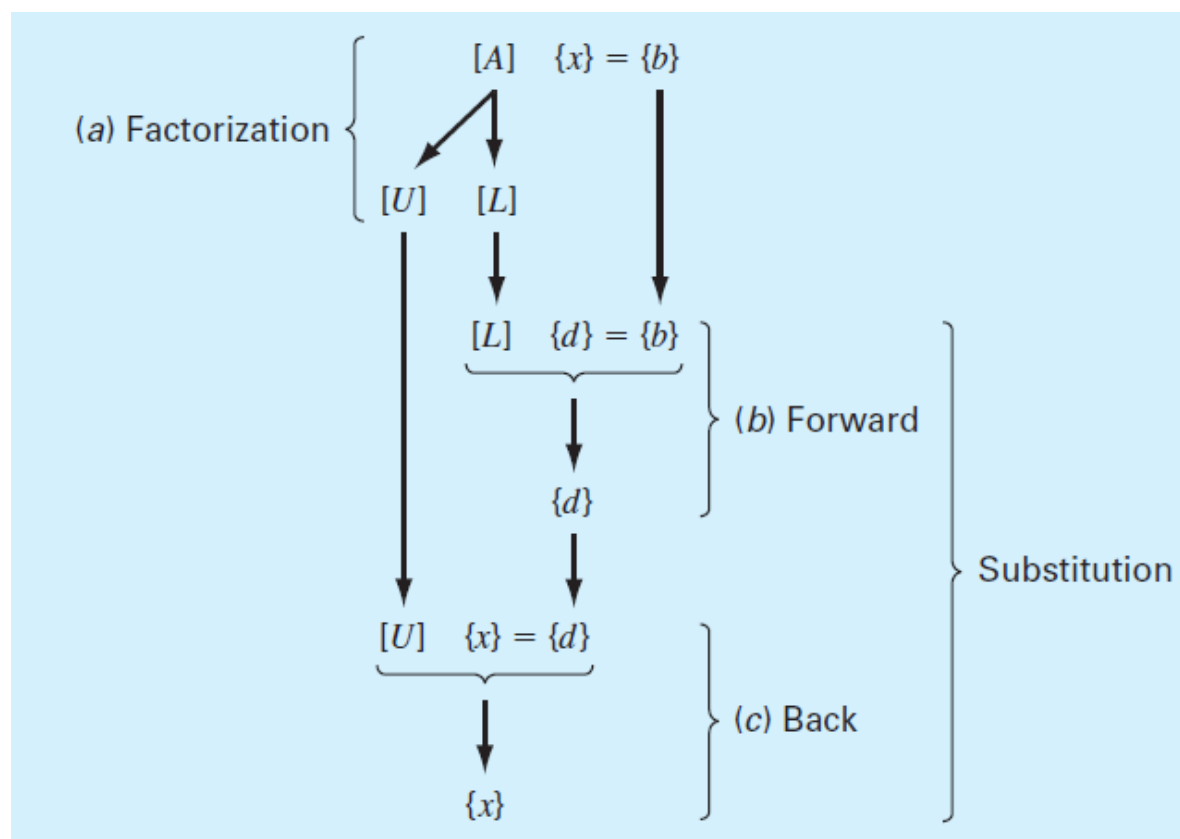 [A] {x} = {b}
(a) Factorization
[U] [L]
[L] {d} = {b}
(b) Forward
{d}
Substitution
[U] {x} = {d}
(c) Back
{x}